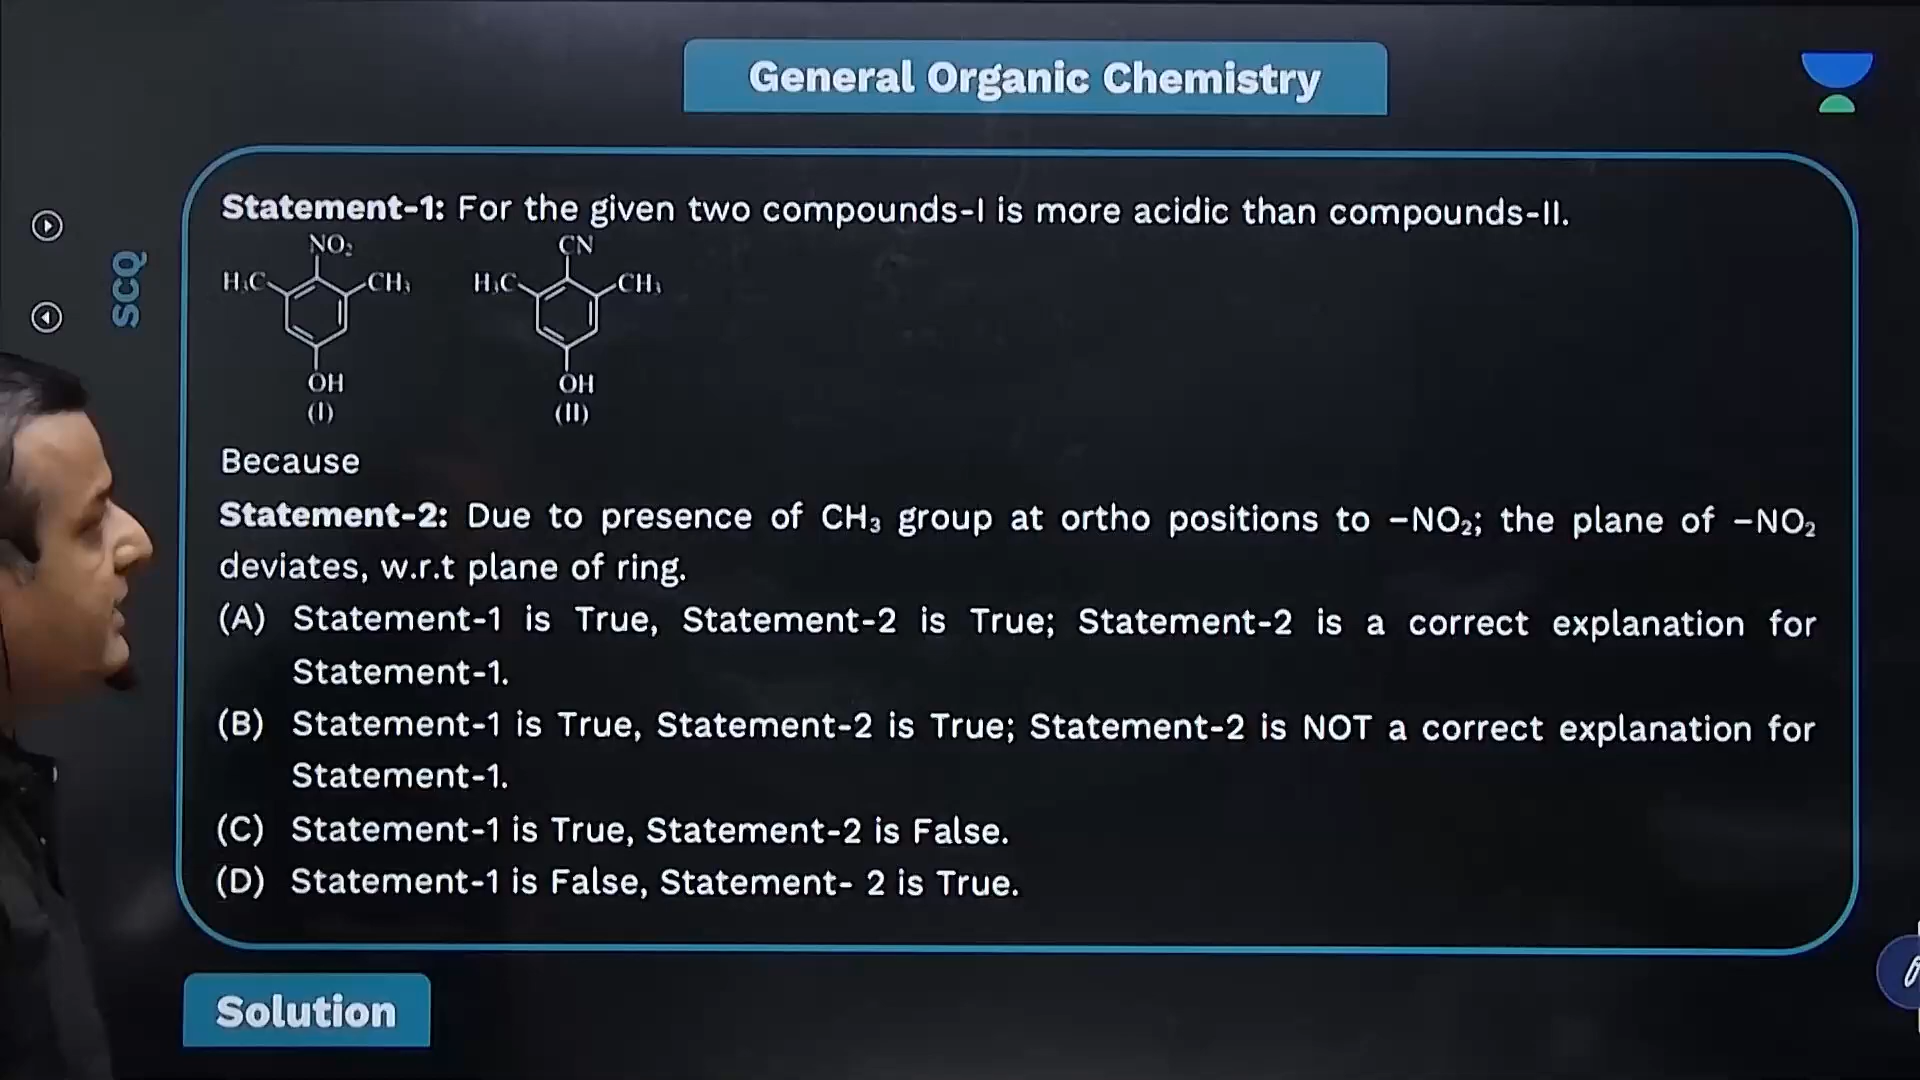 General Organic Chemistry
SCQ
Statement-1: For the given two compounds-I is more acidic than compounds-II.
NO₂ CN
H₃C CH₃ H₃C CH₃
OH OH
(I) (II)
Because
Statement-2: Due to presence of CH₃ group at ortho positions to –NO₂; the plane of –NO₂
deviates, w.r.t plane of ring.
(A) Statement-1 is True, Statement-2 is True; Statement-2 is a correct explanation for
Statement-1.
(B) Statement-1 is True, Statement-2 is True; Statement-2 is NOT a correct explanation for
Statement-1.
(C) Statement-1 is True, Statement-2 is False.
(D) Statement-1 is False, Statement- 2 is True.
Solution